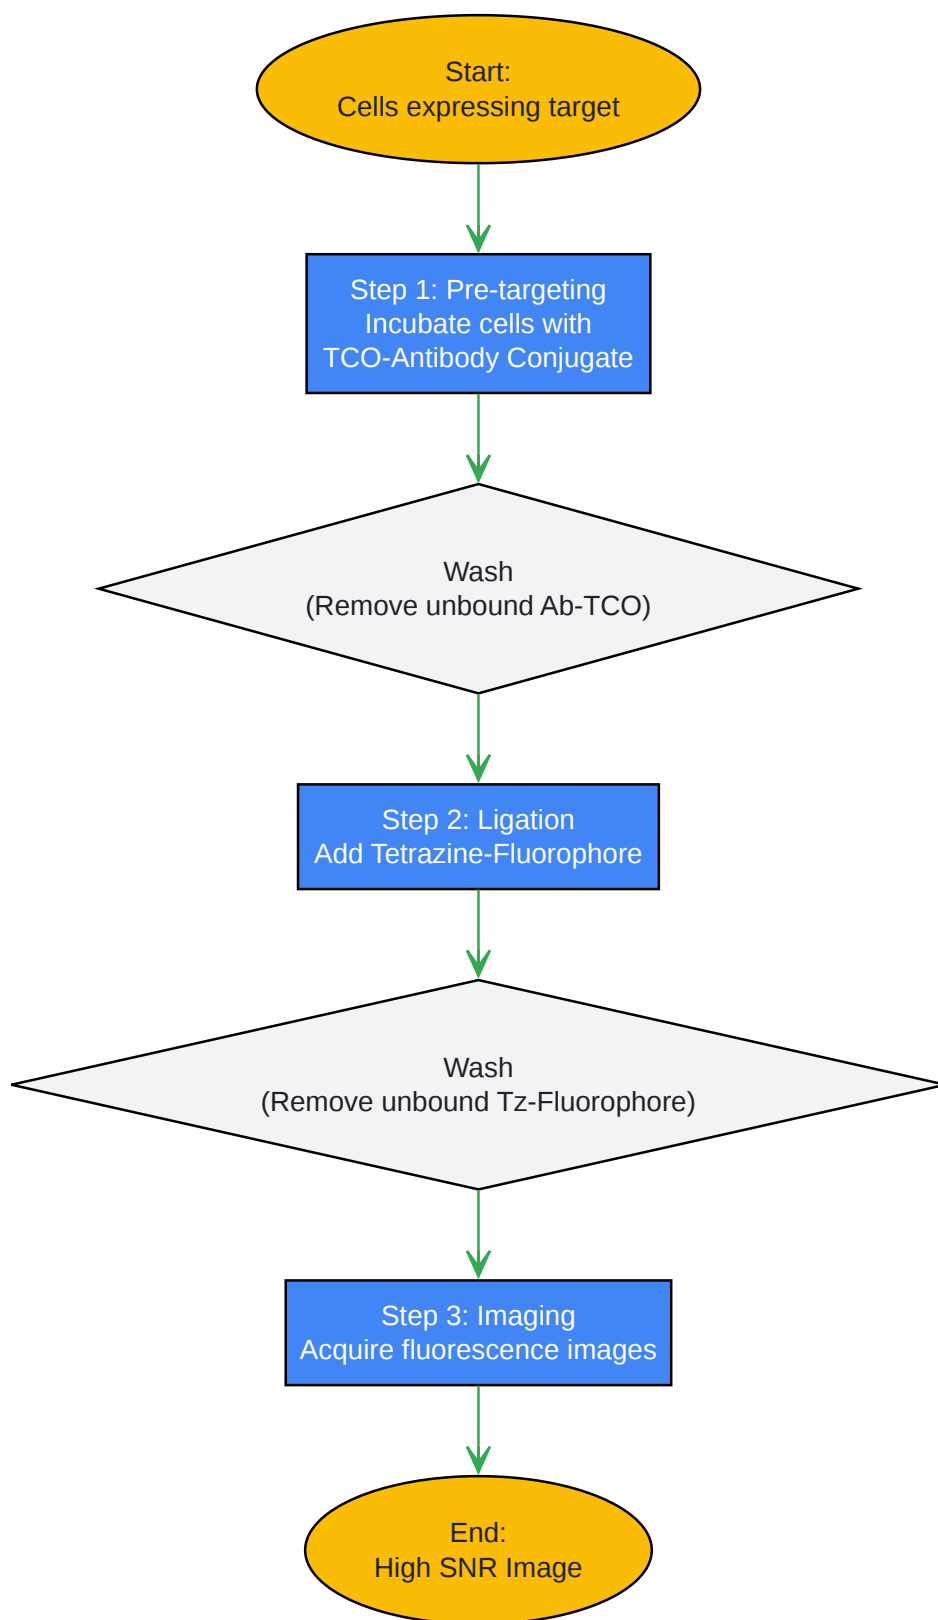 Start:
Cells expressing target
Step 1: Pre-targeting
Incubate cells with
TCO-Antibody Conjugate
Wash
(Remove unbound Ab-TCO)
Step 2: Ligation
Add Tetrazine-Fluorophore
Wash
(Remove unbound Tz-Fluorophore)
Step 3: Imaging
Acquire fluorescence images
End:
High SNR Image